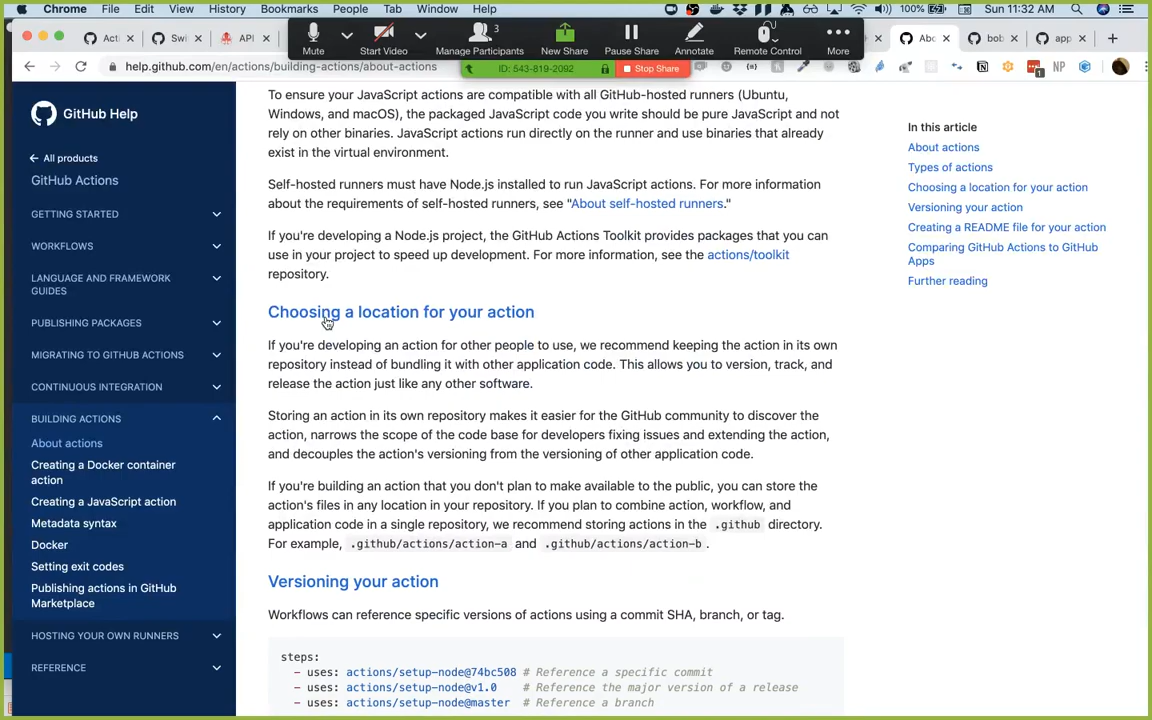 Chrome File Edit View History Bookmarks People Tab Window Help 100% Sun 11:32 AM
Act × Swi × API × Abo × bob × app ×
Mute Start Video Manage Participants 3 New Share Pause Share Annotate Remote Control More
help.github.com/en/actions/building-actions/about-actions
ID: 543-819-2092 Stop Share
NP 1
GitHub Help
← All products
GitHub Actions
GETTING STARTED
WORKFLOWS
LANGUAGE AND FRAMEWORK
GUIDES
PUBLISHING PACKAGES
MIGRATING TO GITHUB ACTIONS
CONTINUOUS INTEGRATION
BUILDING ACTIONS
About actions
Creating a Docker container
action
Creating a JavaScript action
Metadata syntax
Docker
Setting exit codes
Publishing actions in GitHub
Marketplace
HOSTING YOUR OWN RUNNERS
REFERENCE
To ensure your JavaScript actions are compatible with all GitHub-hosted runners (Ubuntu,
Windows, and macOS), the packaged JavaScript code you write should be pure JavaScript and not
rely on other binaries. JavaScript actions run directly on the runner and use binaries that already
exist in the virtual environment.
Self-hosted runners must have Node.js installed to run JavaScript actions. For more information
about the requirements of self-hosted runners, see "About self-hosted runners."
If you're developing a Node.js project, the GitHub Actions Toolkit provides packages that you can
use in your project to speed up development. For more information, see the actions/toolkit
repository.
Choosing a location for your action
If you're developing an action for other people to use, we recommend keeping the action in its own
repository instead of bundling it with other application code. This allows you to version, track, and
release the action just like any other software.
Storing an action in its own repository makes it easier for the GitHub community to discover the
action, narrows the scope of the code base for developers fixing issues and extending the action,
and decouples the action's versioning from the versioning of other application code.
If you're building an action that you don't plan to make available to the public, you can store the
action's files in any location in your repository. If you plan to combine action, workflow, and
application code in a single repository, we recommend storing actions in the .github directory.
For example, .github/actions/action-a and .github/actions/action-b .
Versioning your action
Workflows can reference specific versions of actions using a commit SHA, branch, or tag.
steps:
- uses: actions/setup-node@74bc508 # Reference a specific commit
- uses: actions/setup-node@v1.0 # Reference the major version of a release
- uses: actions/setup-node@master # Reference a branch
In this article
About actions
Types of actions
Choosing a location for your action
Versioning your action
Creating a README file for your action
Comparing GitHub Actions to GitHub
Apps
Further reading